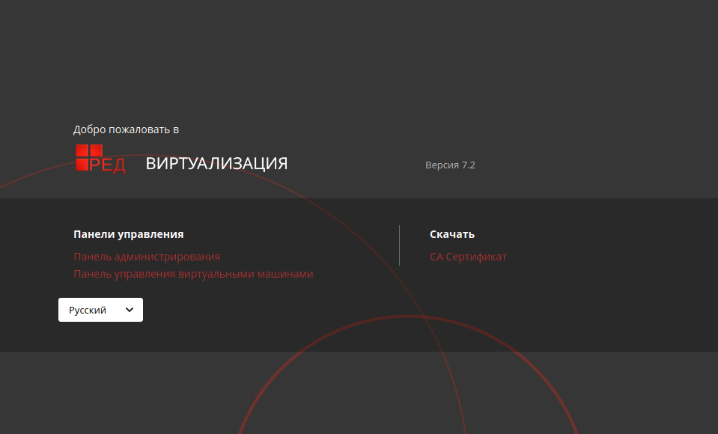 Добро пожаловать в
РЕД ВИРТУАЛИЗАЦИЯ
Версия 7.2
Панели управления
Панель администрирования
Панель управления виртуальными машинами
Скачать
CA Сертификат
Русский